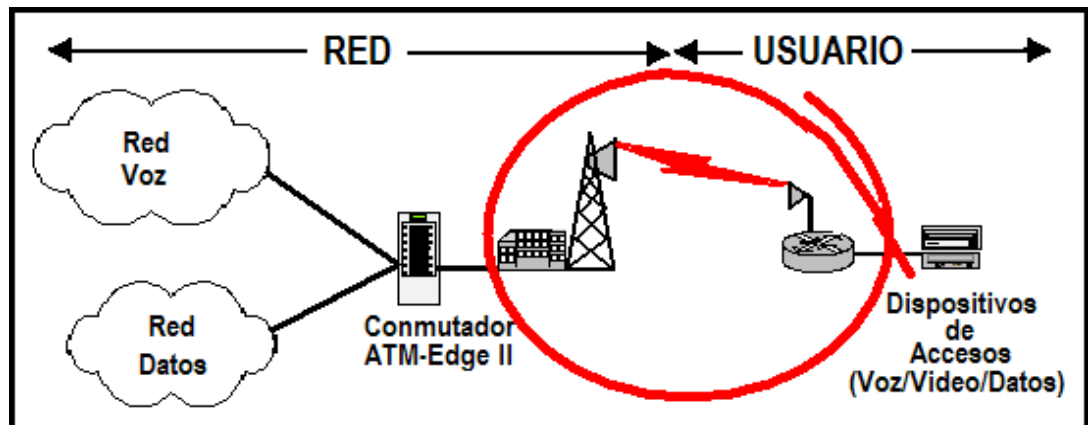 RED
USUARIO
Red
Voz
Red
Datos
Conmutador
ATM-Edge II
Dispositivos
de
Accesos
(Voz/Video/Datos)